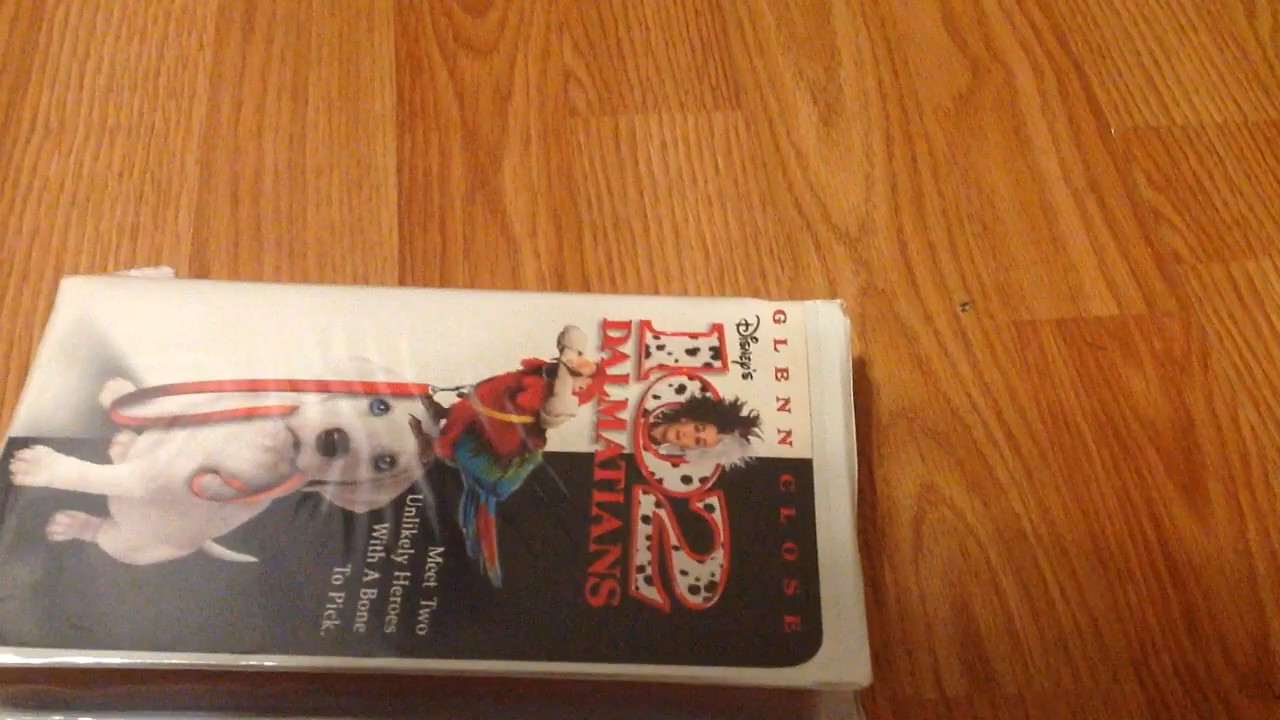 GLENN CLOSE
Disney's
102
DALMATIANS
Meet Two
Unlikely Heroes
With A Bone
To Pick.